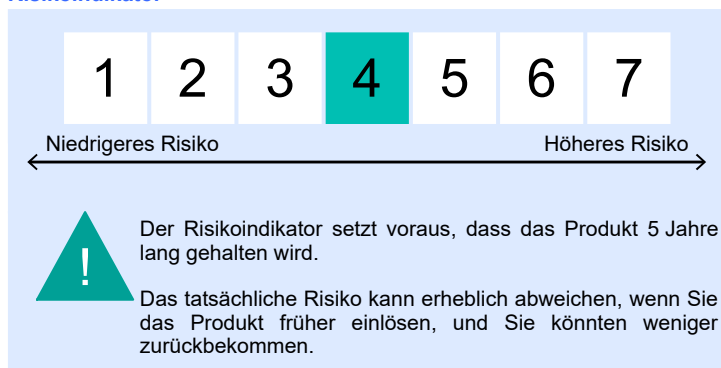 1 2 3 4 5 6 7
Niedrigeres Risiko Höheres Risiko
!
Der Risikoindikator setzt voraus, dass das Produkt 5 Jahre
lang gehalten wird.
Das tatsächliche Risiko kann erheblich abweichen, wenn Sie
das Produkt früher einlösen, und Sie könnten weniger
zurückbekommen.